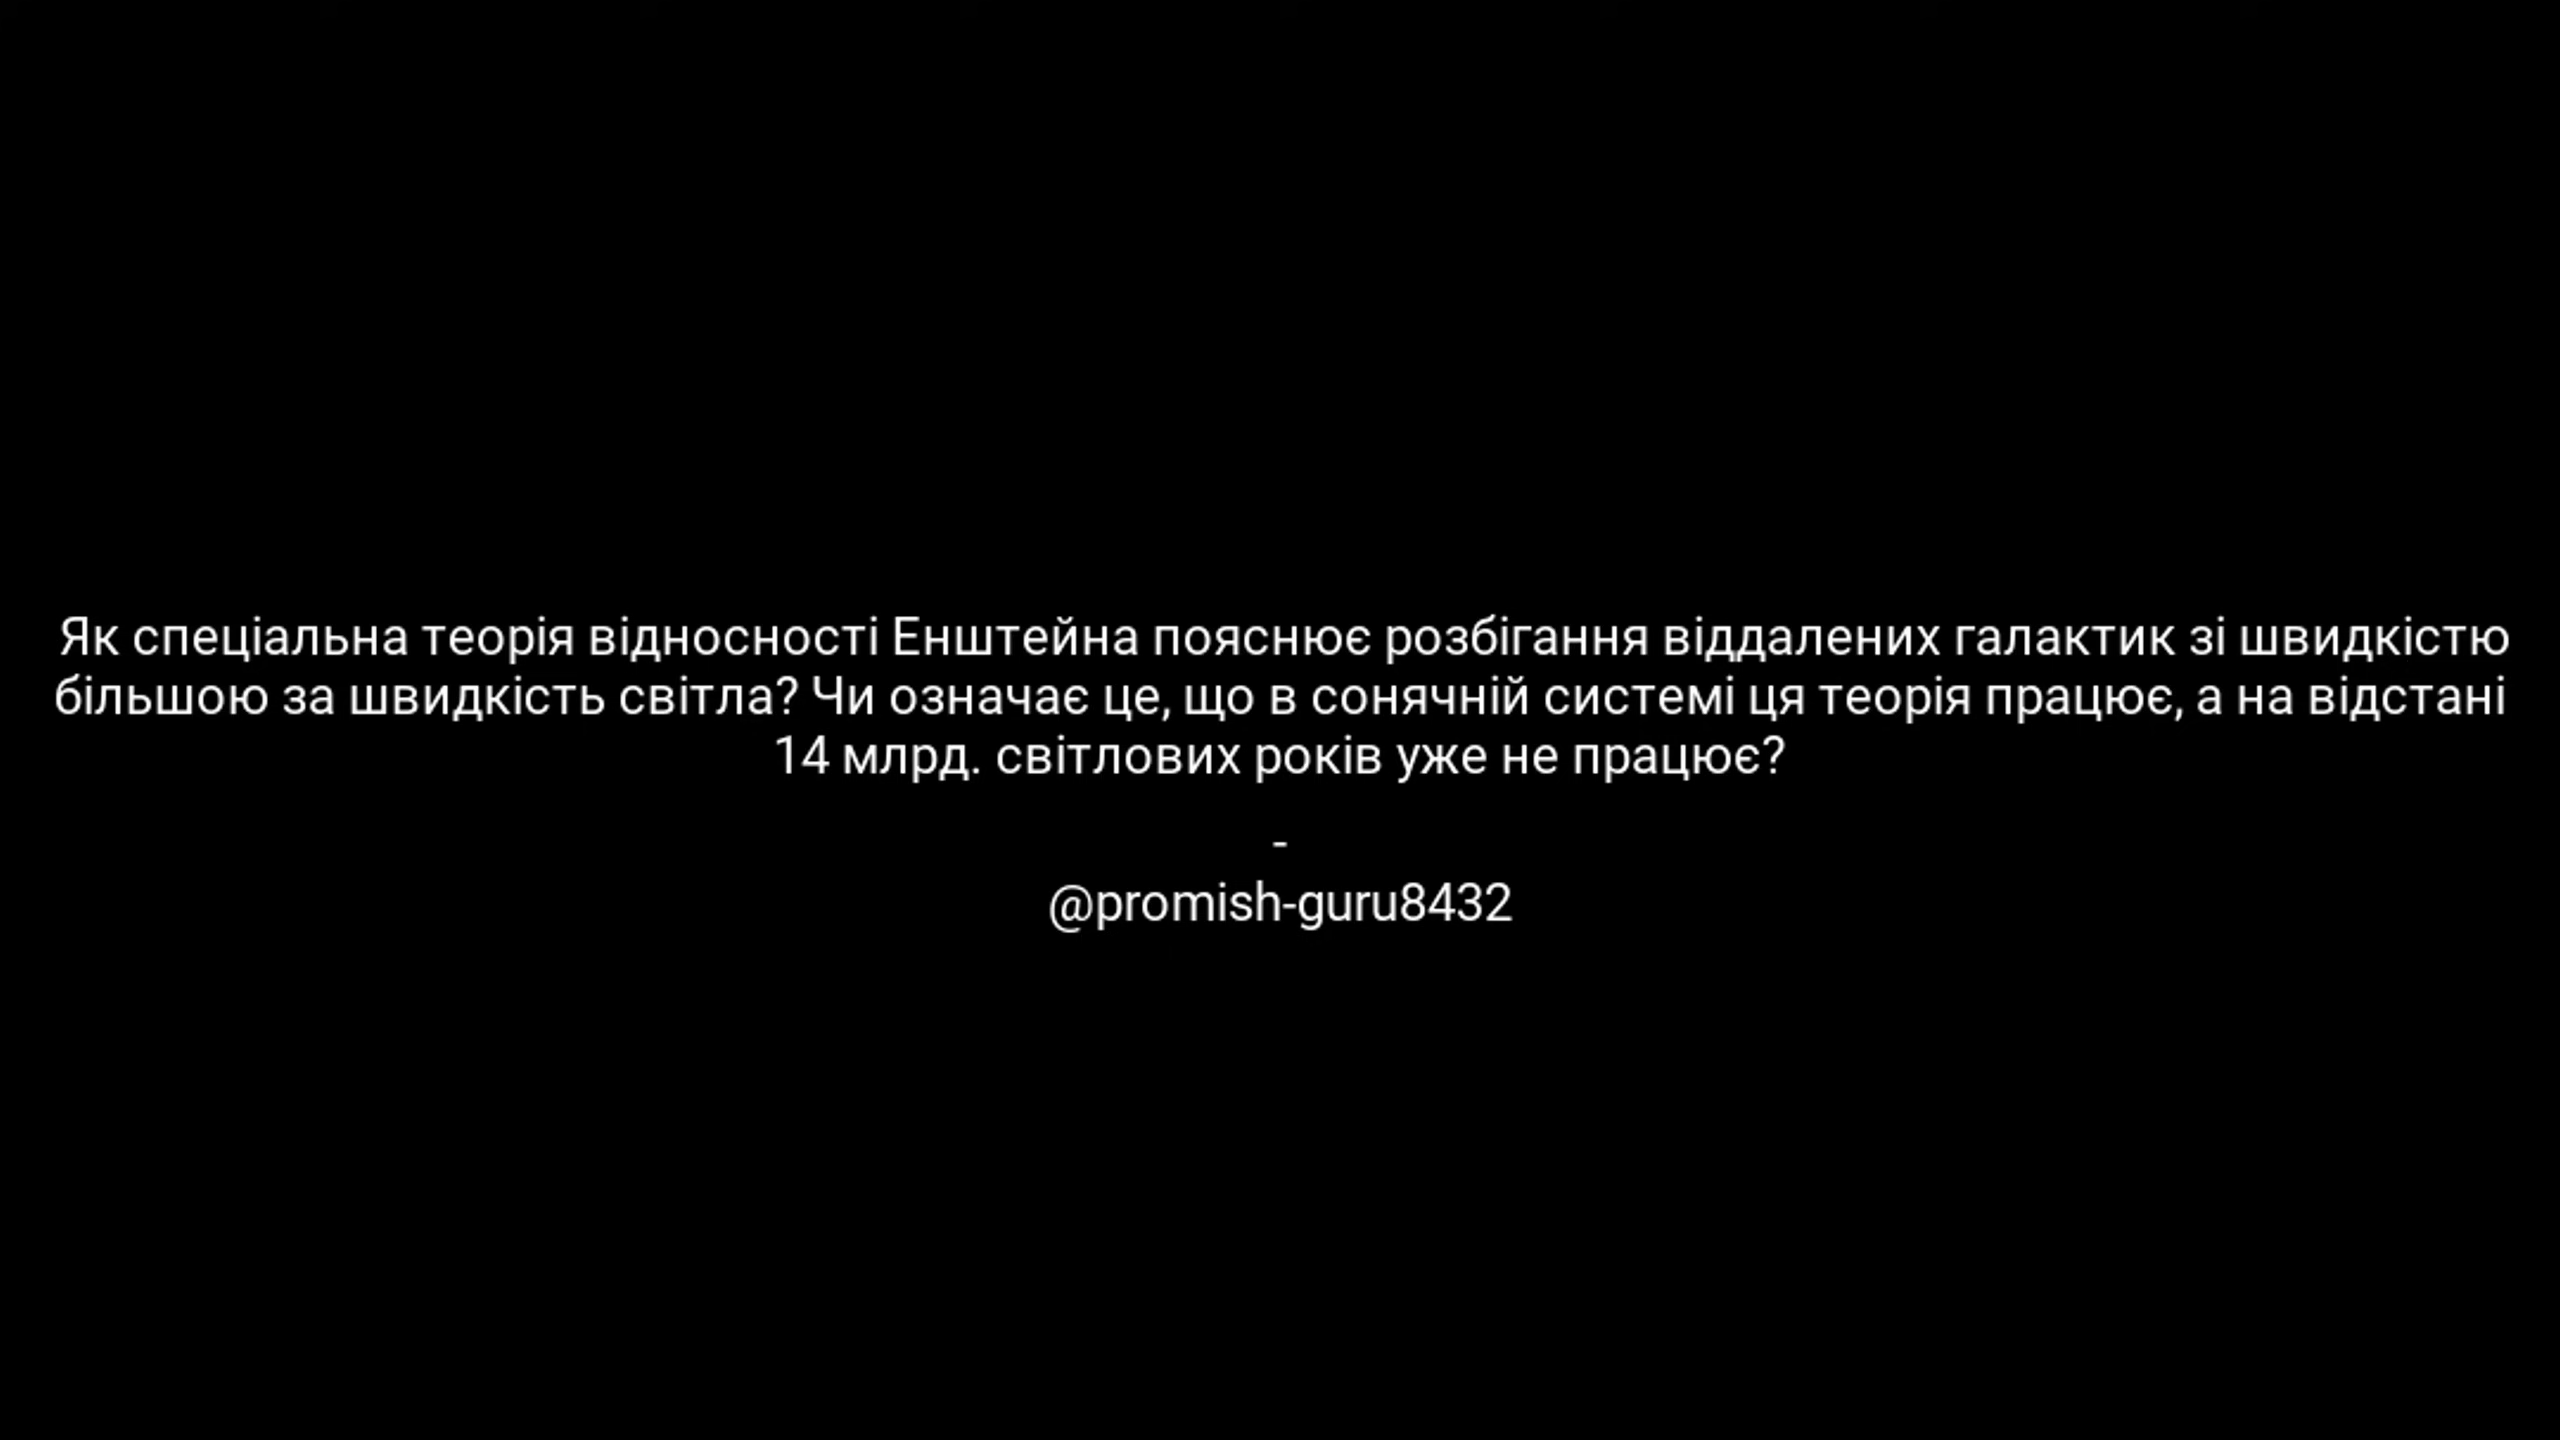 Як спеціальна теорія відносності Енштейна пояснює розбігання віддалених галактик зі швидкістю
більшою за швидкість світла? Чи означає це, що в сонячній системі ця теорія працює, а на відстані
14 млрд. світлових років уже не працює?
-
@promish-guru8432